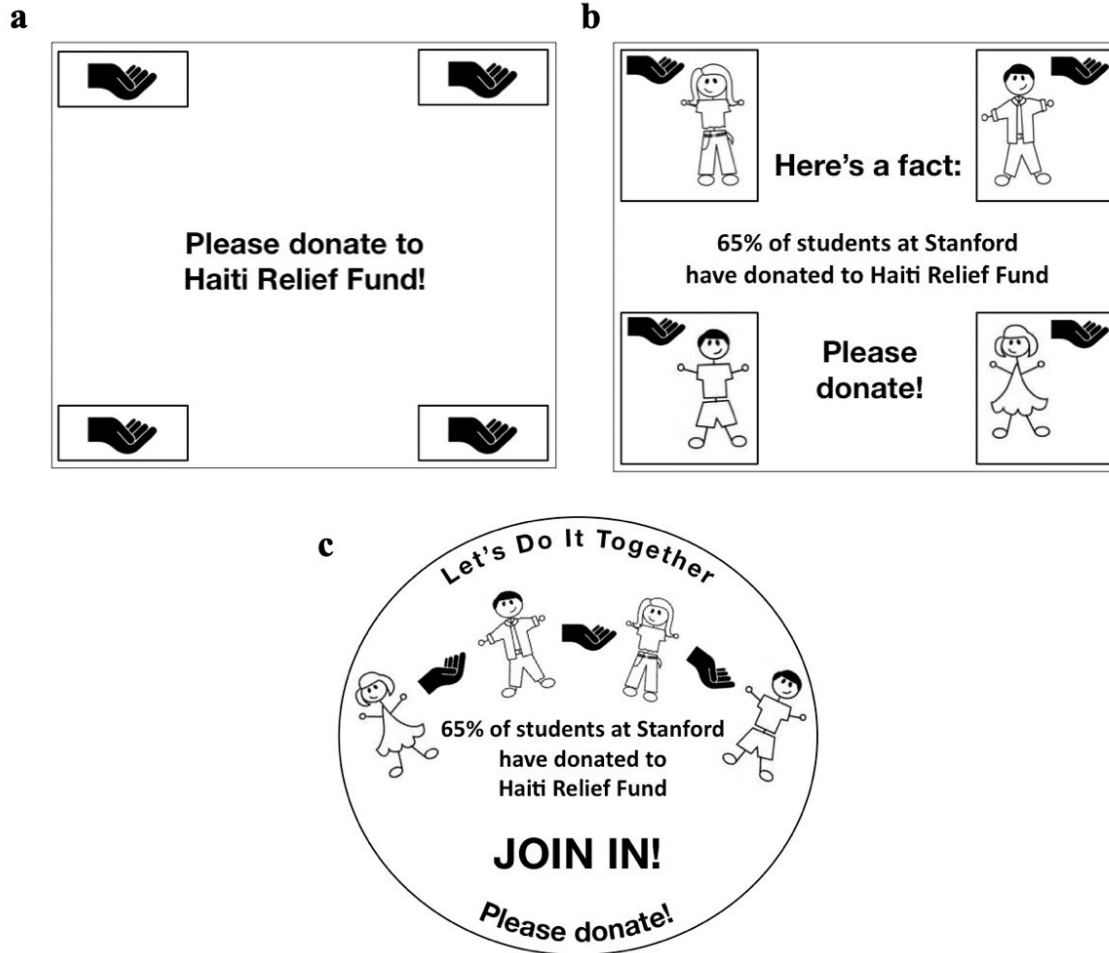 a
Please donate to
Haiti Relief Fund!
b
Here's a fact:
65% of students at Stanford
have donated to Haiti Relief Fund
Please
donate!
c
Let's Do It Together
65% of students at Stanford
have donated to
Haiti Relief Fund
JOIN IN!
Please donate!